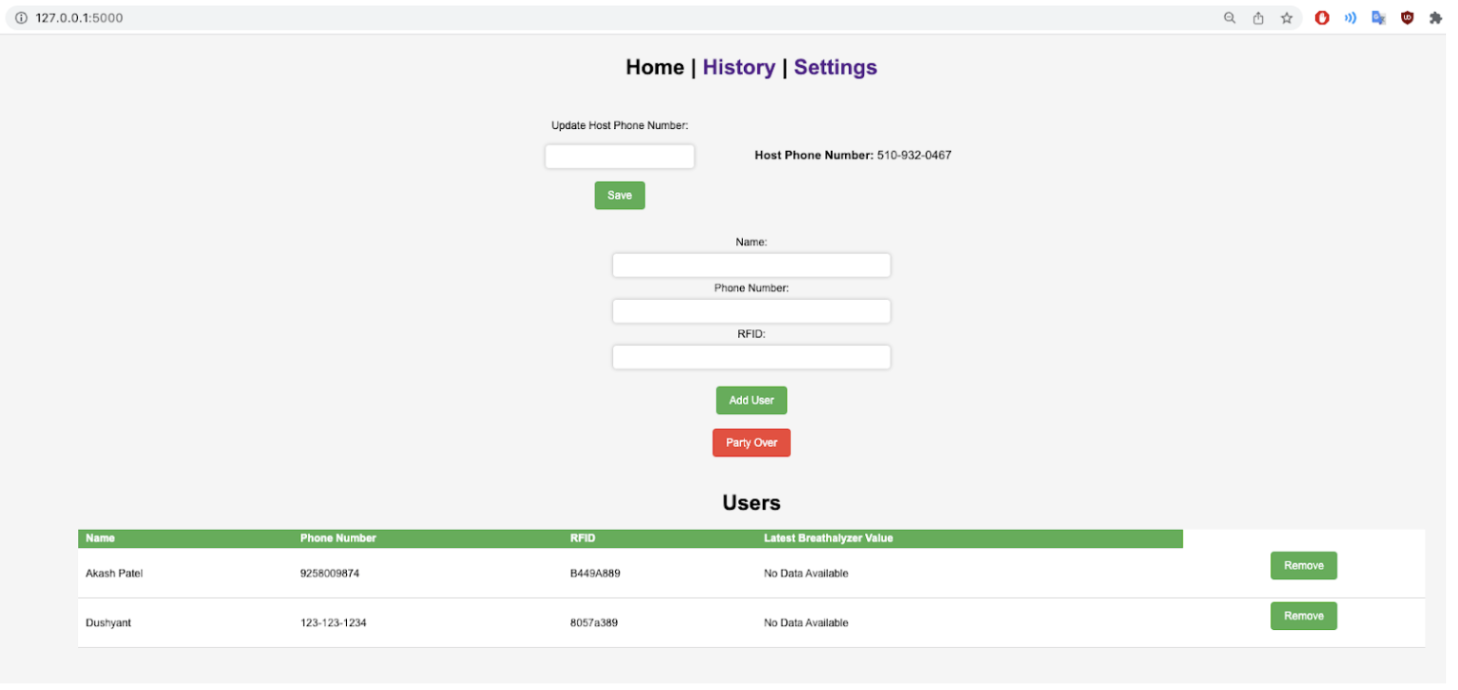 127.0.0.1:5000
Home | History | Settings
Update Host Phone Number:
Host Phone Number: 510-932-0467
Save
Name:
Phone Number:
RFID:
Add User
Party Over
Users
Name Phone Number RFID Latest Breathalyzer Value
Akash Patel 9258009874 B449A889 No Data Available Remove
Dushyant 123-123-1234 8057a389 No Data Available Remove